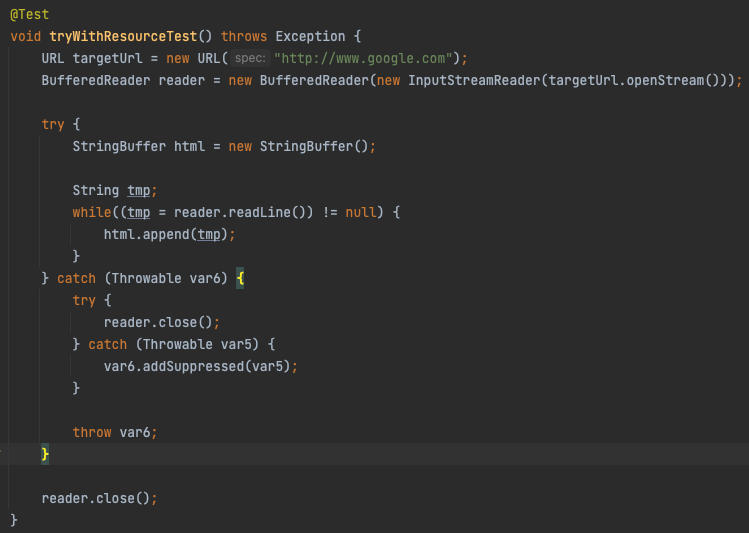 @Test
void tryWithResourceTest() throws Exception {
    URL targetUrl = new URL( spec: "http://www.google.com");
    BufferedReader reader = new BufferedReader(new InputStreamReader(targetUrl.openStream()));

    try {
        StringBuffer html = new StringBuffer();

        String tmp;
        while((tmp = reader.readLine()) != null) {
            html.append(tmp);
        }
    } catch (Throwable var6) {
        try {
            reader.close();
        } catch (Throwable var5) {
            var6.addSuppressed(var5);
        }

        throw var6;
    }

    reader.close();
}